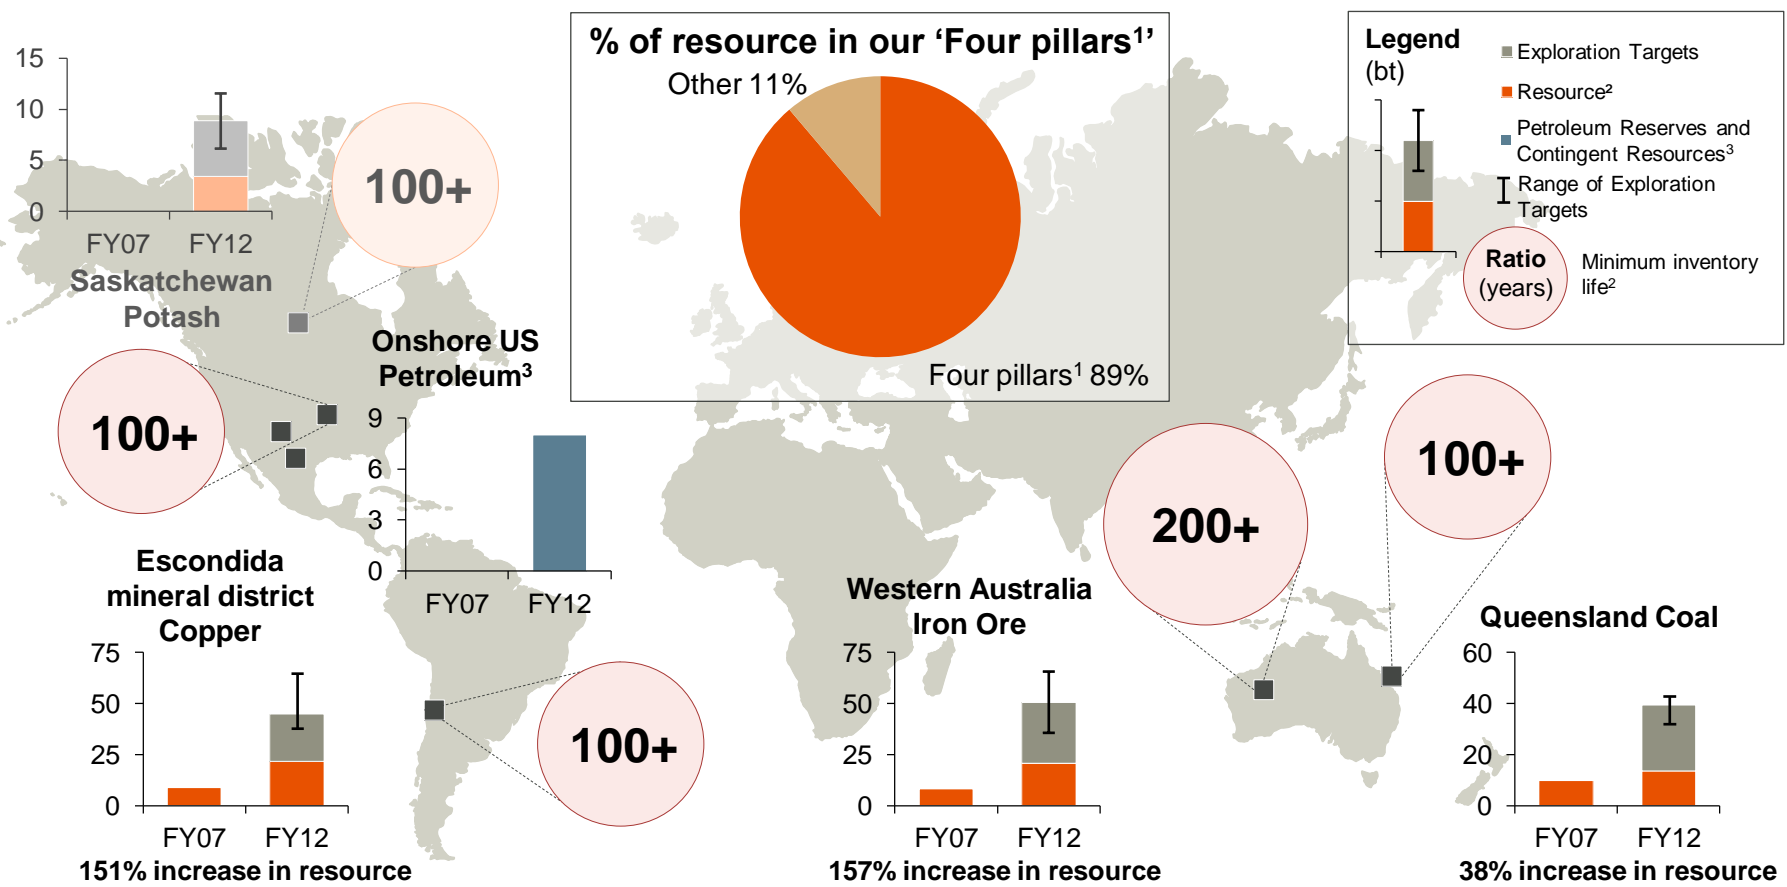 % of resource in our ‘Four pillars¹’
Other 11%
Four pillars¹ 89%
Legend
(bt)
Exploration Targets
Resource²
Petroleum Reserves and
Contingent Resources³
Range of Exploration
Targets
Ratio
(years)
Minimum inventory
life²
15
10
5
0
FY07
FY12
Saskatchewan
Potash
100+
Onshore US
Petroleum³
9
6
3
0
FY07
FY12
100+
Escondida
mineral district
Copper
75
50
25
0
FY07
FY12
151% increase in resource
100+
Western Australia
Iron Ore
75
50
25
0
FY07
FY12
157% increase in resource
200+
Queensland Coal
60
40
20
0
FY07
FY12
38% increase in resource
100+